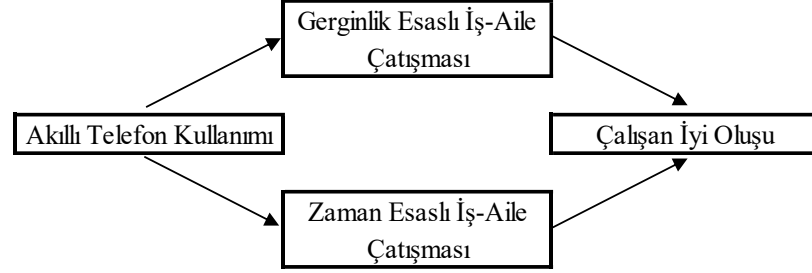 Gerginlik Esaslı İş-Aile
Çatışması
Akıllı Telefon Kullanımı
Çalışan İyi Oluşu
Zaman Esaslı İş-Aile
Çatışması